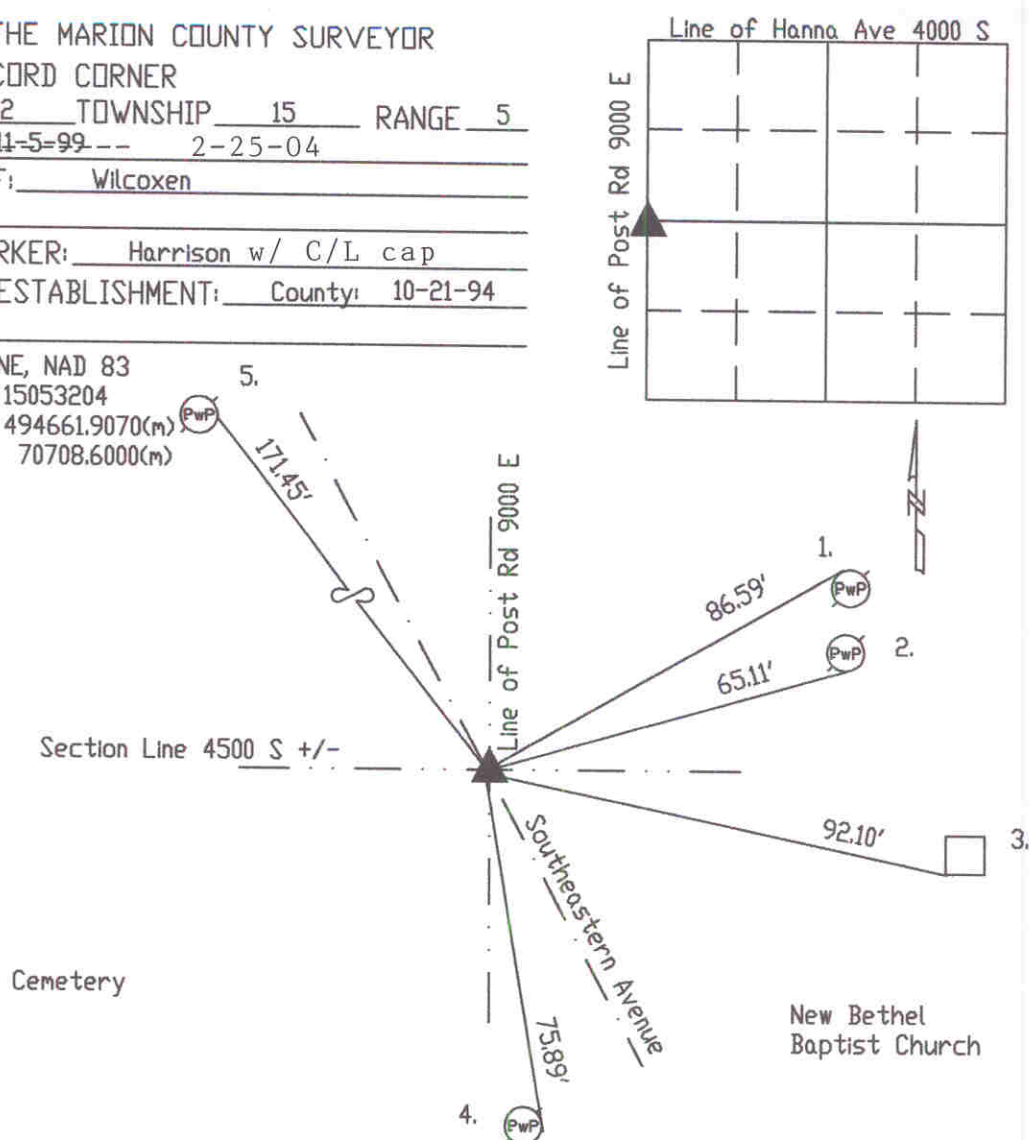 THE MARION COUNTY SURVEYOR
CORD CORNER
2 TOWNSHIP 15 RANGE 5
11-5-99--- 2-25-04
F: Wilcoxen
RKER: Harrison w/ C/L cap
ESTABLISHMENT: County: 10-21-94
NE, NAD 83
15053204
494661.9070(m)
70708.6000(m)
Line of Hanna Ave 4000 S
Line of Post Rd 9000 E
N
5.
PwP
171.45'
Line of Post Rd 9000 E
1.
PwP
86.59'
2.
PwP
65.11'
Section Line 4500 S +/-
92.10'
3.
Southeastern Avenue
Cemetery
75.89'
New Bethel
Baptist Church
4.
PwP